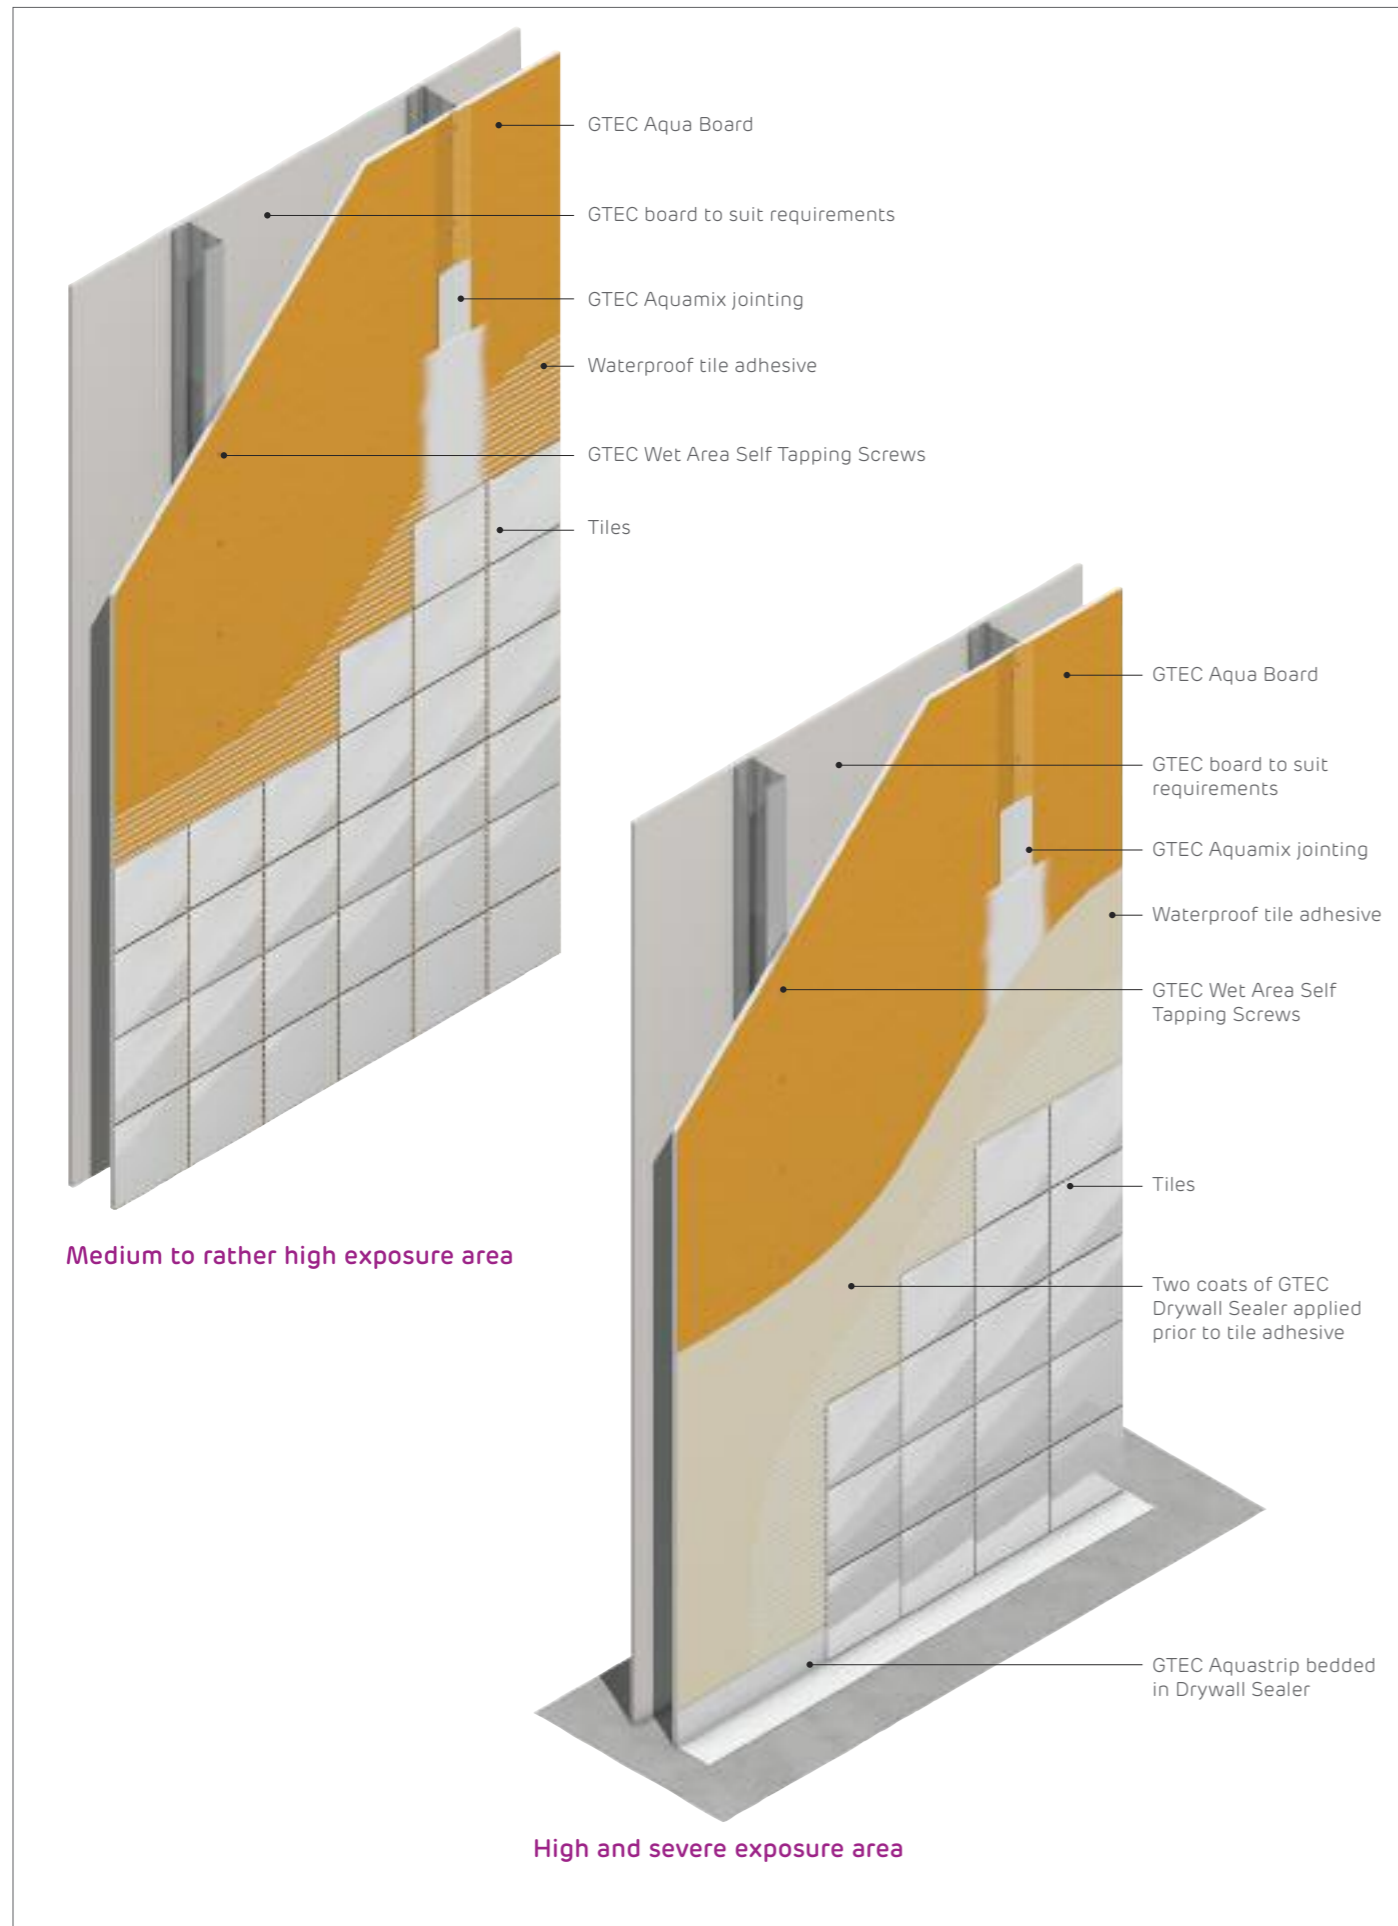 GTEC Aqua Board
GTEC board to suit requirements
GTEC Aquamix jointing
Waterproof tile adhesive
GTEC Wet Area Self Tapping Screws
Tiles
Medium to rather high exposure area
GTEC Aqua Board
GTEC board to suit
requirements
GTEC Aquamix jointing
Waterproof tile adhesive
GTEC Wet Area Self
Tapping Screws
Tiles
Two coats of GTEC
Drywall Sealer applied
prior to tile adhesive
GTEC Aquastrip bedded
in Drywall Sealer
High and severe exposure area